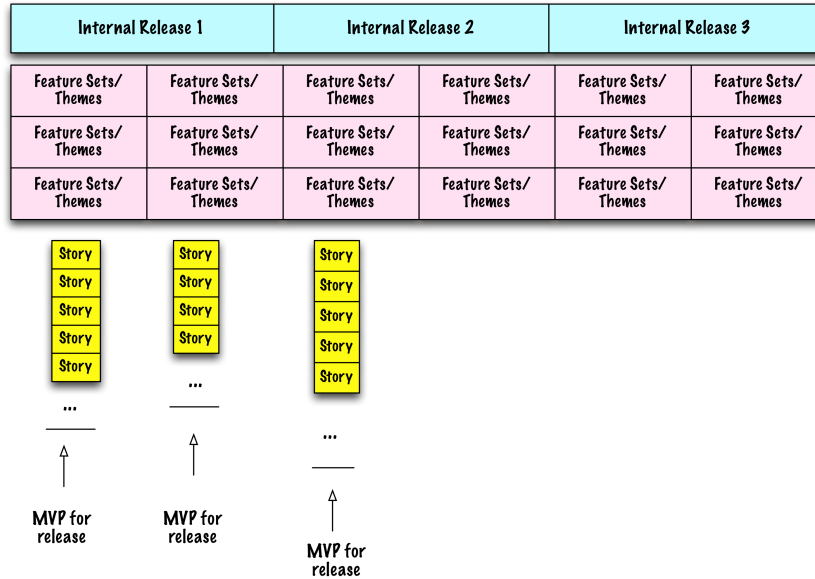 Internal Release 1
Internal Release 2
Internal Release 3
Feature Sets/
Themes
Feature Sets/
Themes
Feature Sets/
Themes
Feature Sets/
Themes
Feature Sets/
Themes
Feature Sets/
Themes
Feature Sets/
Themes
Feature Sets/
Themes
Feature Sets/
Themes
Feature Sets/
Themes
Feature Sets/
Themes
Feature Sets/
Themes
Feature Sets/
Themes
Feature Sets/
Themes
Feature Sets/
Themes
Feature Sets/
Themes
Feature Sets/
Themes
Feature Sets/
Themes
Story
Story
Story
Story
Story
...
MVP for
release
Story
Story
Story
Story
...
MVP for
release
Story
Story
Story
Story
Story
...
MVP for
release